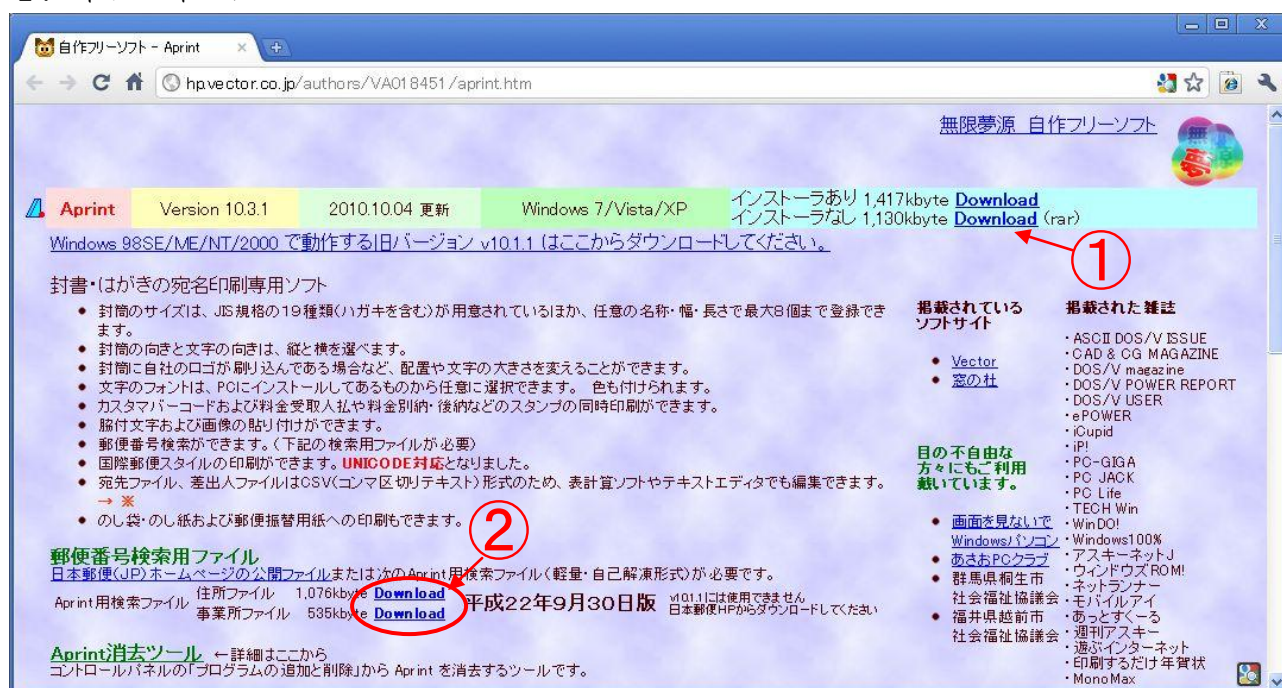 自作フリーソフト - Aprint
hp.vector.co.jp/authors/VA018451/aprint.htm
無限夢源 自作フリーソフト
無
源
夢
Aprint Version 10.3.1 2010.10.04 更新 Windows 7/Vista/XP
インストーラあり 1,417kbyte Download
インストーラなし 1,130kbyte Download (rar)
Windows 98SE/ME/NT/2000 で動作する旧バージョン v10.1.1 はここからダウンロードしてください。
①
封書・はがきの宛名印刷専用ソフト
● 封筒のサイズは、JIS規格の19種類(ハガキを含む)が用意されているほか、任意の名称・幅・長さで最大8個まで登録でき
ます。
● 封筒の向きと文字の向きは、縦と横を選べます。
● 封筒に自社のロゴが刷り込んである場合など、配置や文字の大きさを変えることができます。
● 文字のフォントは、PCにインストールしてあるものから任意に選択できます。 色も付けられます。
● カスタマバーコードおよび料金受取人払や料金別納・後納などのスタンプの同時印刷ができます。
● 脇付文字および画像の貼り付けができます。
● 郵便番号検索ができます。(下記の検索用ファイルが必要)
● 国際郵便スタイルの印刷ができます。UNICODE対応となりました。
● 宛先ファイル、差出人ファイルはCSV(コンマ区切りテキスト)形式のため、表計算ソフトやテキストエディタでも編集できます。
→ ※
● のし袋・のし紙および郵便振替用紙への印刷もできます。
②
郵便番号検索用ファイル
日本郵便(JP)ホームページの公開ファイルまたは次のAprint用検索ファイル(軽量・自己解凍形式)が必要です。
Aprint用検索ファイル
住所ファイル 1,076kbyte Download
事業所ファイル 535kbyte Download
平成22年9月30日版
v10.1.1には使用できません
日本郵便HPからダウンロードしてください
Aprint消去ツール ←詳細はここから
コントロールパネルの「プログラムの追加と削除」から Aprint を消去するツールです。
掲載されている
ソフトサイト
● Vector
● 窓の杜
目の不自由な
方々にもご利用
戴いています。
● 画面を見ないで
Windowsパソコン
● あさおPCクラブ
● 群馬県桐生市
社会福祉協議会
● 福井県越前市
社会福祉協議会
掲載された雑誌
・ASCII DOS/V ISSUE
・CAD & CG MAGAZINE
・DOS/V magazine
・DOS/V POWER REPORT
・DOS/V USER
・ePOWER
・iCupid
・iP!
・PC-GIGA
・PC JACK
・PC Life
・TECH Win
・WinDO!
・Windows100%
・アスキーネットJ
・ウィンドウズROM!
・ネットランナー
・モバイルアイ
・あっとすくーる
・週刊アスキー
・遊ぶインターネット
・印刷するだけ年賀状
・MonoMax